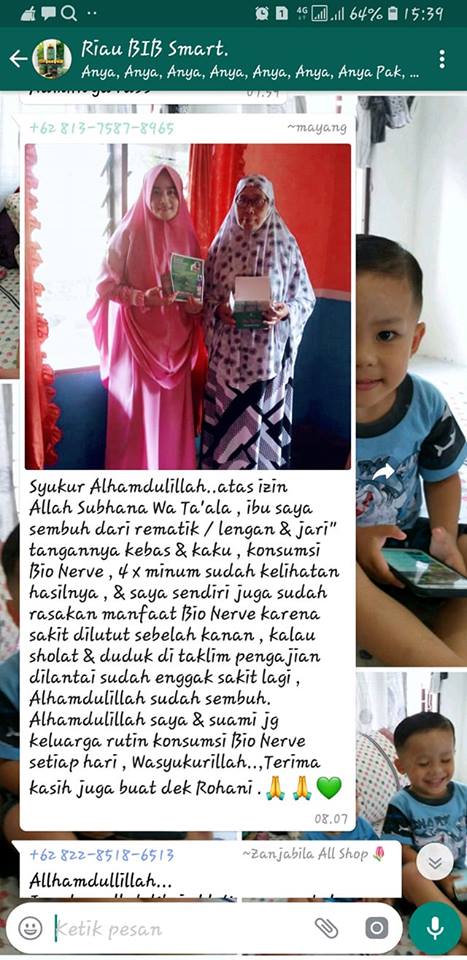 64% 15:39
Riau BIB Smart.
Anya, Anya, Anya, Anya, Anya, Anya, Anya Pak, ...
+62 813-7587-8965 ~mayang
Syukur Alhamdulillah..atas izin
Allah Subhana Wa Ta'ala , ibu saya
sembuh dari rematik / lengan & jari"
tangannya kebas & kaku , konsumsi
Bio Nerve , 4 x minum sudah kelihatan
hasilnya , & saya sendiri juga sudah
rasakan manfaat Bio Nerve karena
sakit dilutut sebelah kanan , kalau
sholat & duduk di taklim pengajian
dilantai sudah enggak sakit lagi ,
Alhamdulillah sudah sembuh.
Alhamdulillah saya & suami jg
keluarga rutin konsumsi Bio Nerve
setiap hari , Wasyukurillah..,Terima
kasih juga buat dek Rohani . 🙏 🙏 💚
08.07
+62 822-8518-6513 ~Zanjabila All Shop 🌷
Allhamdullillah...
Ketik pesan